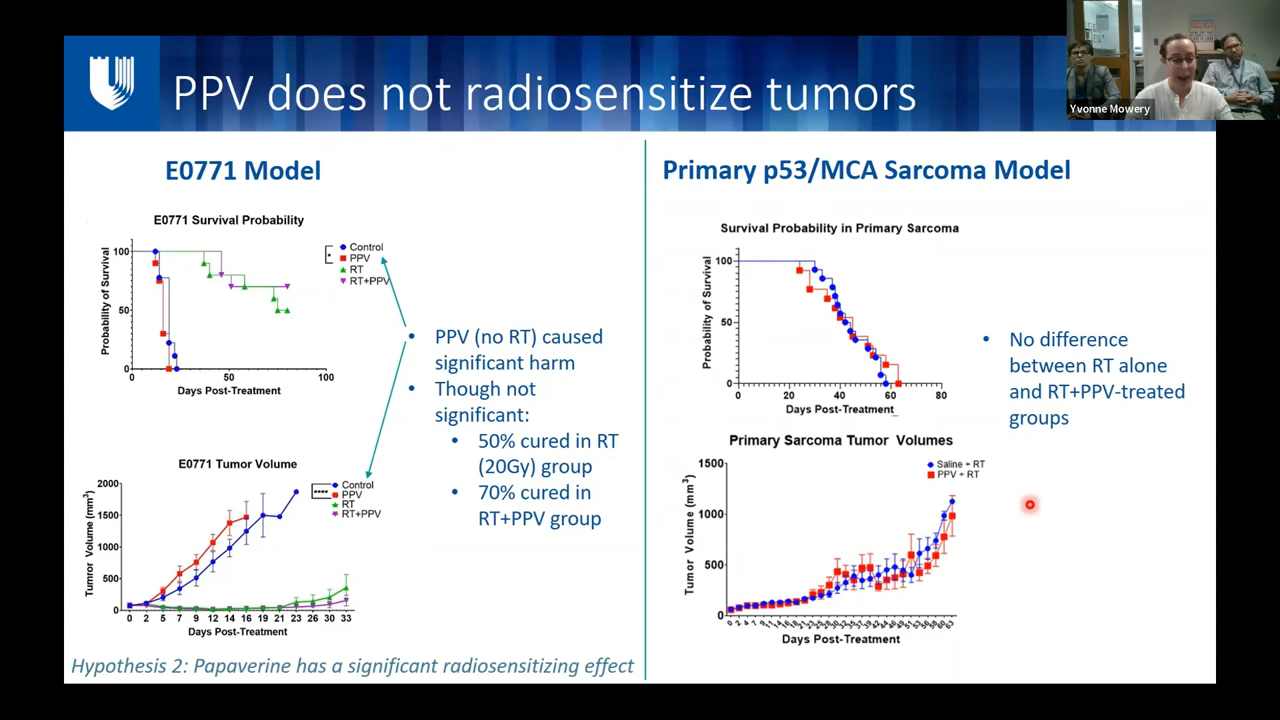 PPV does not radiosensitize tumors
Yvonne Mowery
E0771 Model
E0771 Survival Probability
Probability of Survival
100
50
0
0
50
100
Days Post-Treatment
*
Control
PPV
RT
RT+PPV
E0771 Tumor Volume
Tumror Volume (mm³)
2000
1500
1000
500
0
0 2 5 7 9 12 14 16 19 21 23 26 30 33
Days Post-Treatment
****
Control
PPV
RT
RT+PPV
• PPV (no RT) caused
significant harm
• Though not
significant:
• 50% cured in RT
(20Gy) group
• 70% cured in
RT+PPV group
Hypothesis 2: Papaverine has a significant radiosensitizing effect
Primary p53/MCA Sarcoma Model
Survival Probability in Primary Sarcoma
Probability of Survival
100
50
0
0 20 40 60 80
Days Post-Treatment
Primary Sarcoma Tumor Volumes
Tumor Volume (mm³)
1500
1000
500
0
Saline + RT
PPV + RT
Days Post-Treatment
• No difference
between RT alone
and RT+PPV-treated
groups